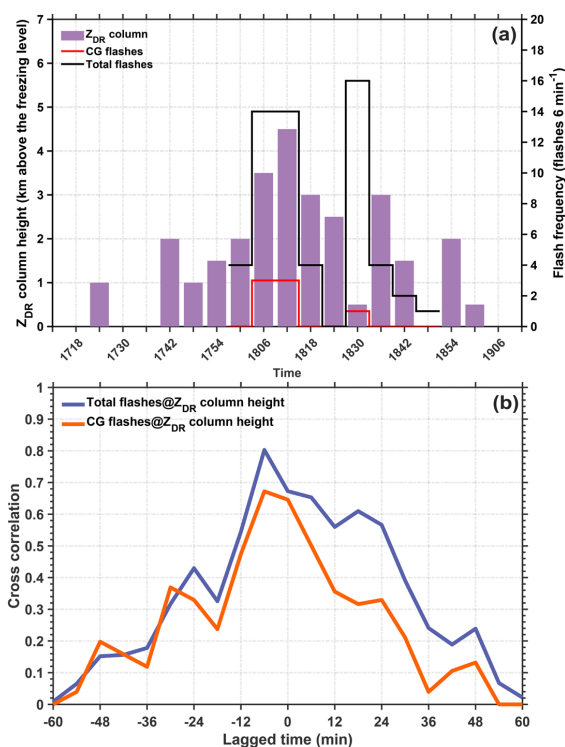 (a)
Z_DR column
CG flashes
Total flashes
Z_DR column height (km above the freezing level)
7
6
5
4
3
2
1
0
Flash frequency (flashes 6 min^-1)
20
18
16
14
12
10
8
6
4
2
0
1718 1730 1742 1754 1806 1818 1830 1842 1854 1906
Time
(b)
Total flashes@Z_DR column height
CG flashes@Z_DR column height
Cross correlation
1
0.9
0.8
0.7
0.6
0.5
0.4
0.3
0.2
0.1
0
-60 -48 -36 -24 -12 0 12 24 36 48 60
Lagged time (min)